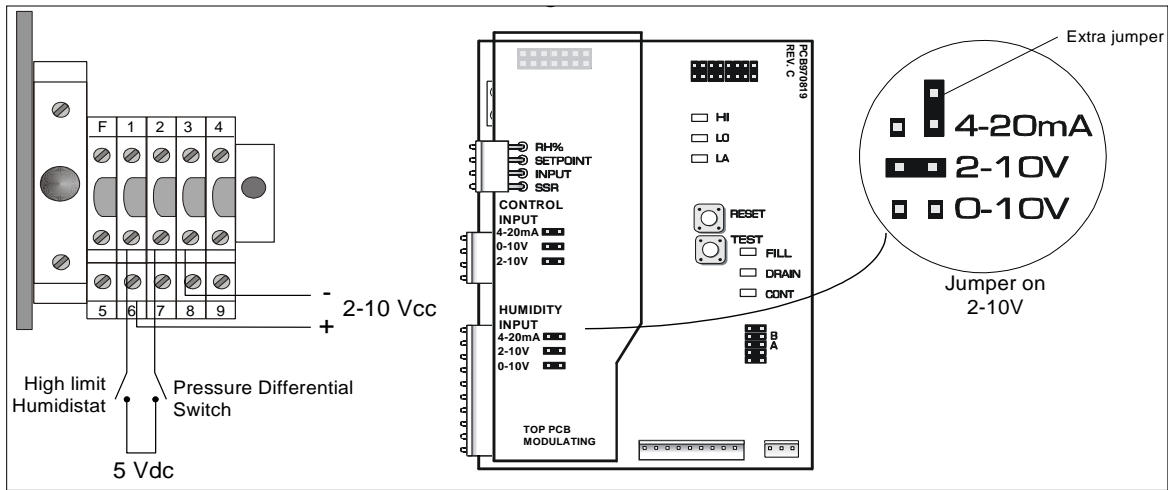 F 1 2 3 4
5 6 7 8 9
-
2-10 Vcc
+
High limit
Humidistat
Pressure Differential
Switch
5 Vdc
PCB970819
REV. C
HI
LO
LA
RH%
SETPOINT
INPUT
SSR
CONTROL
INPUT
4-20mA
0-10V
2-10V
RESET
TEST
FILL
DRAIN
CONT
HUMIDITY
INPUT
4-20mA
2-10V
0-10V
B
A
TOP PCB
MODULATING
Extra jumper
4-20mA
2-10V
0-10V
Jumper on
2-10V